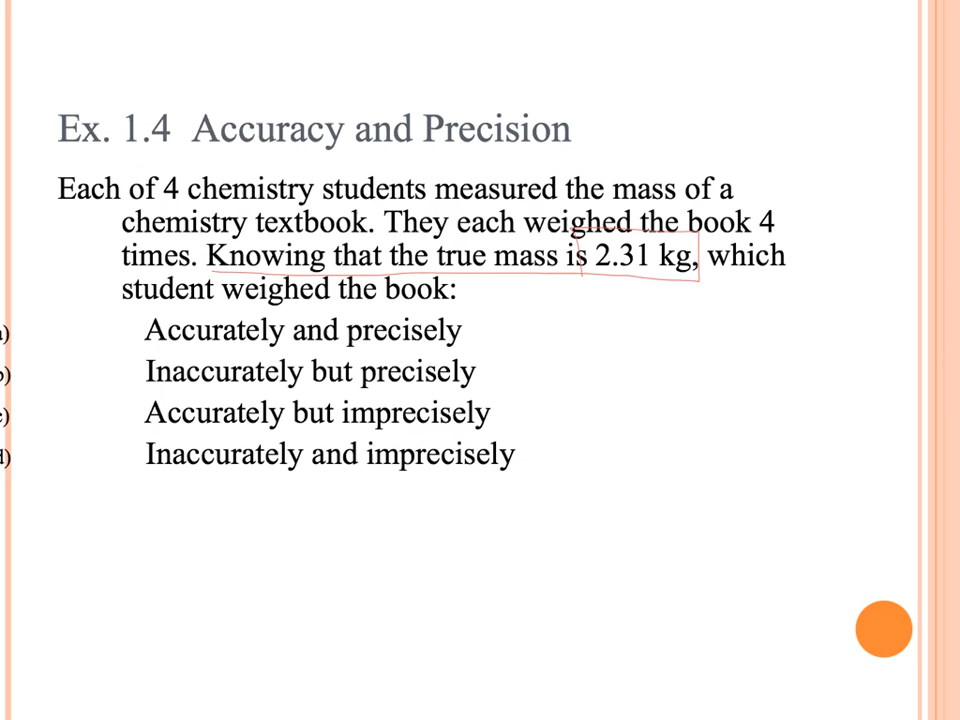 Ex. 1.4 Accuracy and Precision
Each of 4 chemistry students measured the mass of a
chemistry textbook. They each weighed the book 4
times. Knowing that the true mass is 2.31 kg, which
student weighed the book:
a) Accurately and precisely
b) Inaccurately but precisely
c) Accurately but imprecisely
d) Inaccurately and imprecisely